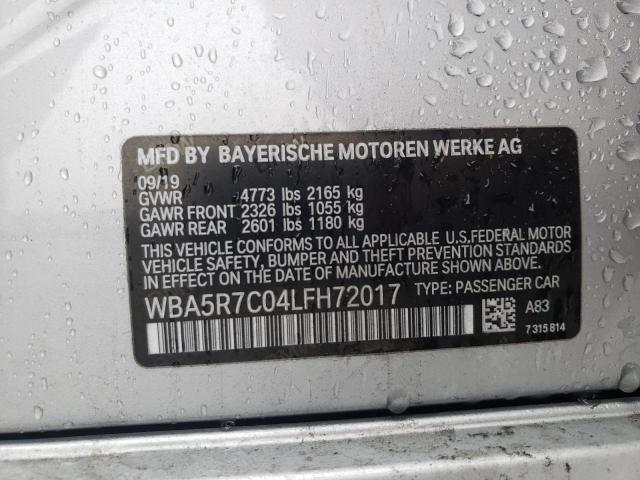 MFD BY BAYERISCHE MOTOREN WERKE AG
09/19
GVWR 4773 lbs 2165 kg
GAWR FRONT 2326 lbs 1055 kg
GAWR REAR 2601 lbs 1180 kg
THIS VEHICLE CONFORMS TO ALL APPLICABLE U.S.FEDERAL MOTOR
VEHICLE SAFETY, BUMPER AND THEFT PREVENTION STANDARDS
IN EFFECT ON THE DATE OF MANUFACTURE SHOWN ABOVE.
WBA5R7C04LFH72017 TYPE: PASSENGER CAR
A83
7315814